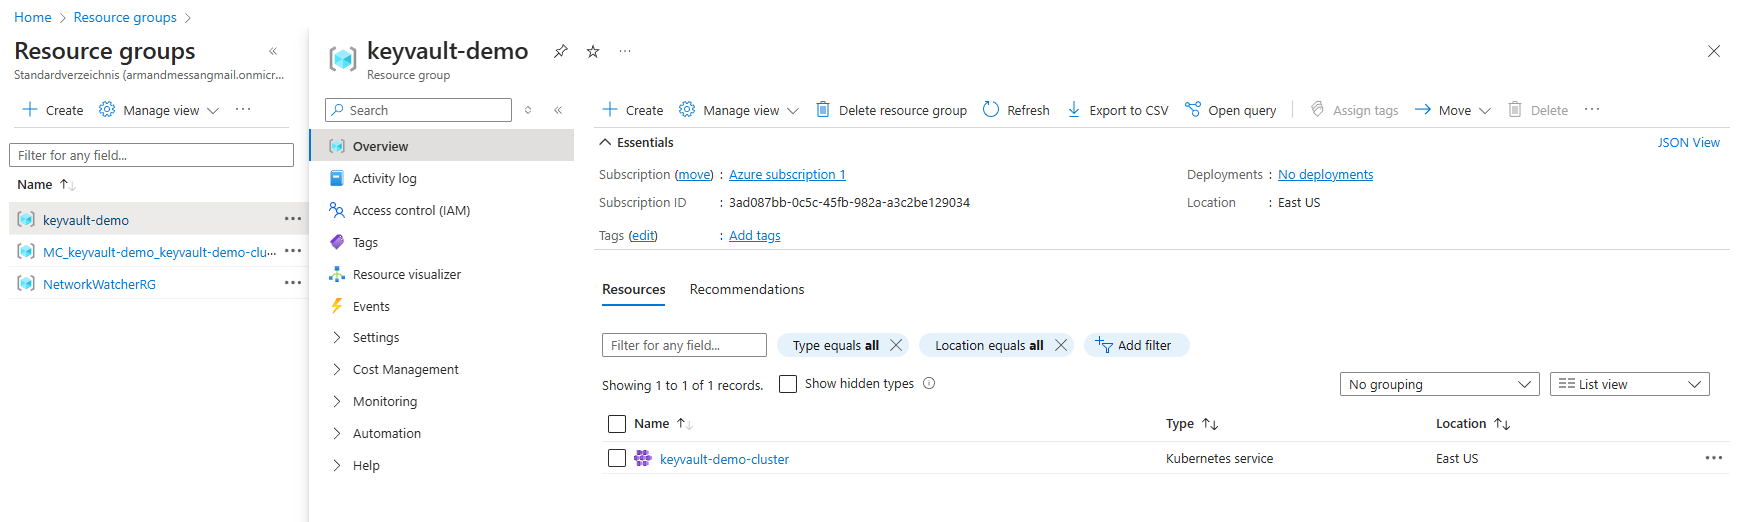 Home > Resource groups >
Resource groups «
Standardverzeichnis (armandmessangmail.onmicr...
Create Manage view ...
Filter for any field...
Name ↑↓
keyvault-demo ...
MC_keyvault-demo_keyvault-demo-clu... ...
NetworkWatcherRG ...
keyvault-demo ...
Resource group
Search «
Overview
Activity log
Access control (IAM)
Tags
Resource visualizer
Events
Settings
Cost Management
Monitoring
Automation
Help
Create Manage view Delete resource group Refresh Export to CSV Open query Assign tags Move Delete ...
Essentials JSON View
Subscription (move) : Azure subscription 1 Deployments : No deployments
Subscription ID : 3ad087bb-0c5c-45fb-982a-a3c2be129034 Location : East US
Tags (edit) : Add tags
Resources Recommendations
Filter for any field... Type equals all Location equals all Add filter
Showing 1 to 1 of 1 records. Show hidden types No grouping List view
Name ↑↓ Type ↑↓ Location ↑↓
keyvault-demo-cluster Kubernetes service East US ...